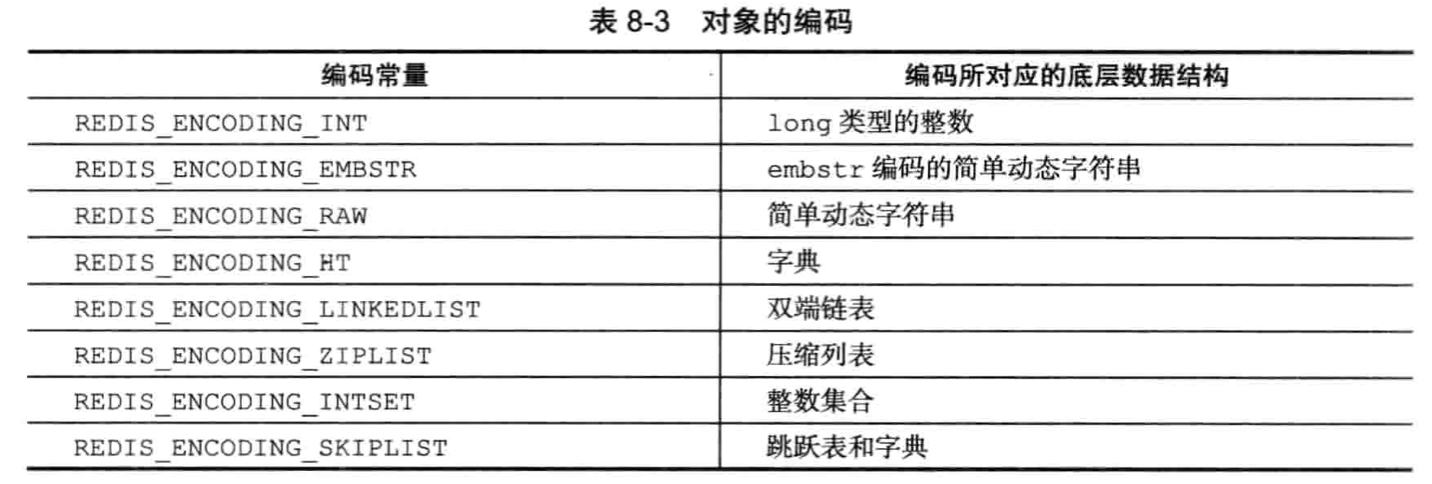 表 8-3 对象的编码
编码常量 编码所对应的底层数据结构
REDIS_ENCODING_INT long 类型的整数
REDIS_ENCODING_EMBSTR embstr 编码的简单动态字符串
REDIS_ENCODING_RAW 简单动态字符串
REDIS_ENCODING_HT 字典
REDIS_ENCODING_LINKEDLIST 双端链表
REDIS_ENCODING_ZIPLIST 压缩列表
REDIS_ENCODING_INTSET 整数集合
REDIS_ENCODING_SKIPLIST 跳跃表和字典